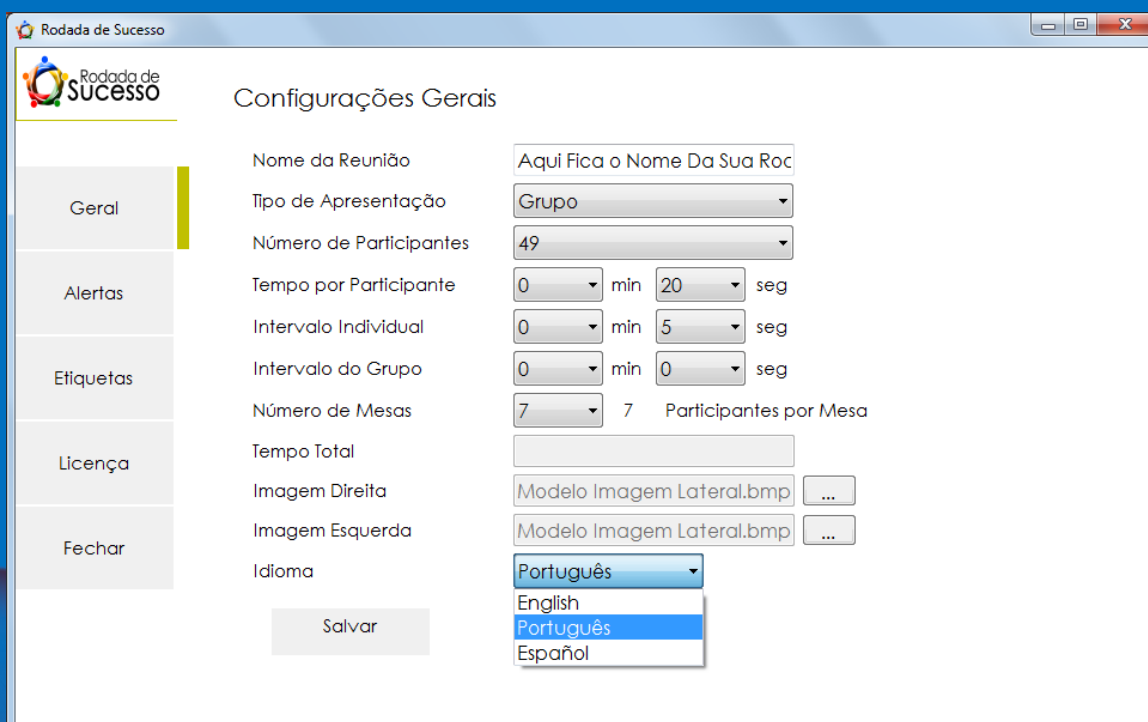 Rodada de Sucesso
Rodada de
Sucesso
Configurações Gerais
Nome da Reunião Aqui Fica o Nome Da Sua Roc
Geral
Tipo de Apresentação Grupo
Número de Participantes 49
Alertas
Tempo por Participante 0 min 20 seg
Intervalo Individual 0 min 5 seg
Etiquetas
Intervalo do Grupo 0 min 0 seg
Número de Mesas 7 7 Participantes por Mesa
Licença
Tempo Total
Imagem Direita Modelo Imagem Lateral.bmp ...
Imagem Esquerda Modelo Imagem Lateral.bmp ...
Fechar
Idioma Português
English
Português
Español
Salvar